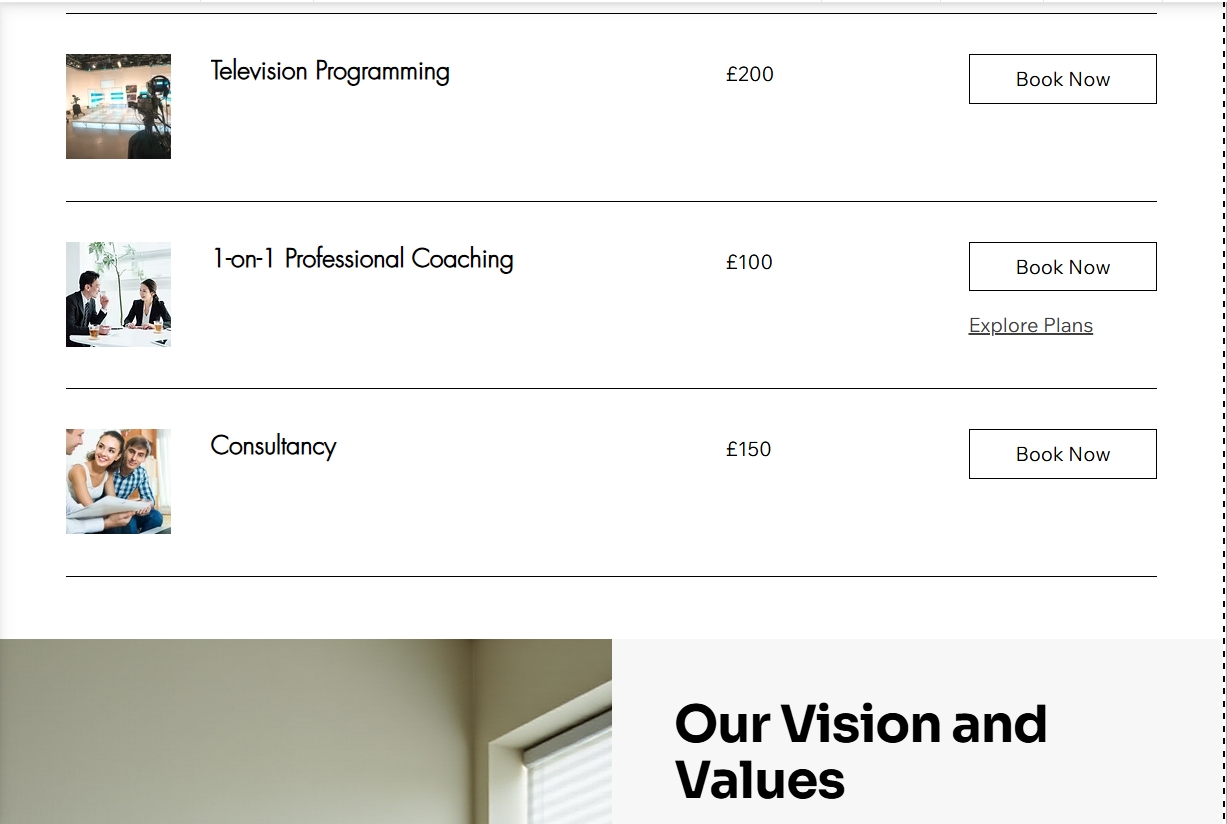 Television Programming
£200
Book Now
1-on-1 Professional Coaching
£100
Book Now
Explore Plans
Consultancy
£150
Book Now
Our Vision and
Values